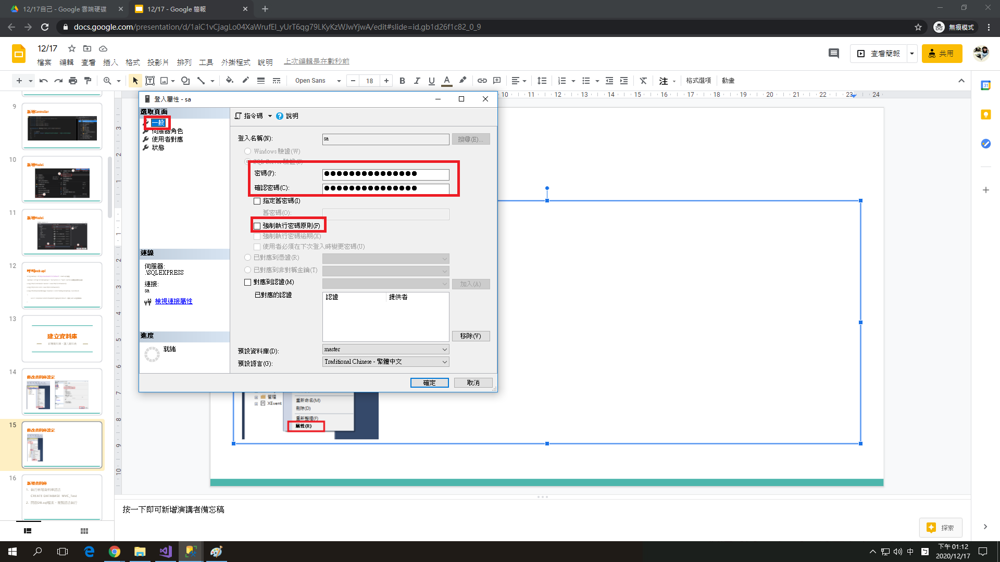 12/17自己 - Google 雲端硬碟
12/17 - Google 簡報
docs.google.com/presentation/d/1aiC1vCjagLo04XaWrufEI_yUrT6qg79LKyKzWJwYjwA/edit#slide=id.gb1d26f1c82_0_9
無痕模式
12/17
檔案 編輯 查看 插入 格式 投影片 排列 工具 外掛程式 說明 上次編輯是在數秒前
查看簡報
共用
Open Sans
18
B I U A
注
格式選項
動畫
10 11 12 13 14 15 16 17 18 19 20 21 22 23 24
登入屬性 - sa
選取頁面
一般
伺服器角色
使用者對應
狀態
指令碼
說明
登入名稱(N):
sa
搜尋(E)...
Windows 驗證(W)
SQL Server 驗證(S)
密碼(P):
●●●●●●●●●●●●●●●
確認密碼(C):
●●●●●●●●●●●●●●●
指定舊密碼(I)
舊密碼(O):
強制執行密碼原則(F)
強制執行密碼逾期(X)
使用者必須在下次登入時變更密碼(U)
已對應到憑證(R)
已對應到非對稱金鑰(T)
對應到認證(M)
加入(A)
已對應的認證
認證
提供者
移除(V)
預設資料庫(D):
master
預設語言(G):
Traditional Chinese - 繁體中文
確定
取消
連線
伺服器:
.\SQLEXPRESS
連接:
sa
檢視連接屬性
進度
就緒
管理
XEvent
重新命名(M)
刪除(D)
重新整理(F)
屬性(R)
9
新增Controller
10
新增Model
11
新增Model
12
呼叫web api
13
建立資料庫
14
修改資料庫設定
15
修改資料庫設定
16
新增資料庫
1. 執行新增資料庫語法
CREATE DATABASE MVC_Test
按一下即可新增演講者備忘稿
探索
31
中
下午 01:12
2020/12/17